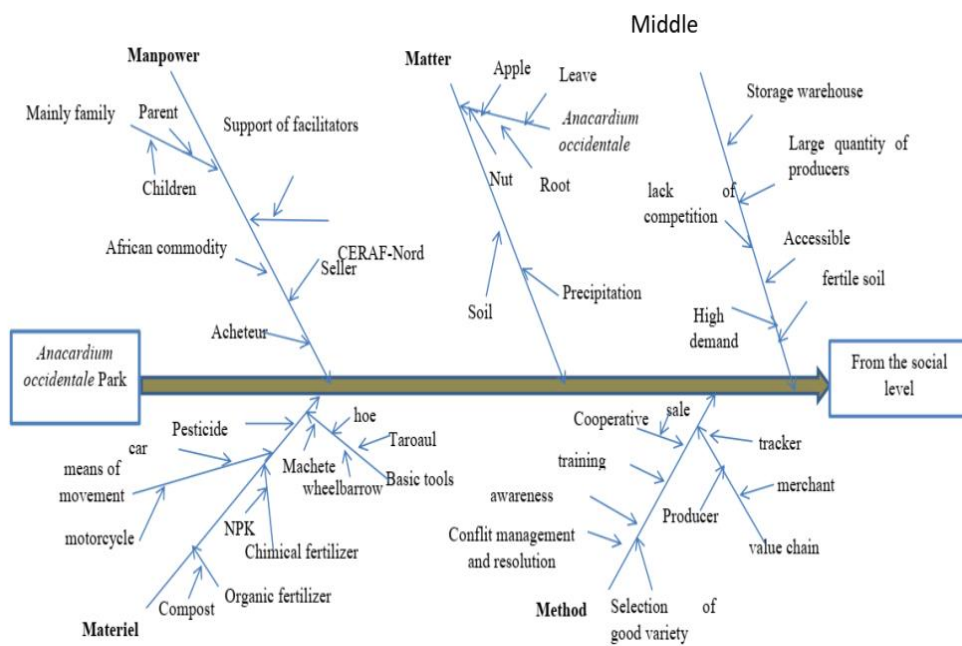 Middle
Manpower
Matter
Apple
Leave
Mainly family
Parent
Support of facilitators
Children
Anacardium
occidentale
Nut
Root
Storage warehouse
Large quantity of
producers
lack of
competition
African commodity
CERAF-Nord
Seller
Accessible
fertile soil
Precipitation
Soil
Acheteur
High
demand
Anacardium
occidentale Park
From the social
level
Pesticide
hoe
Taroaul
car
means of
movement
Machete
wheelbarrow
Basic tools
motorcycle
NPK
Chimical fertilizer
Compost
Organic fertilizer
Materiel
Cooperative
sale
tracker
training
merchant
awareness
Producer
Conflit management
and resolution
value chain
Method
Selection of
good variety